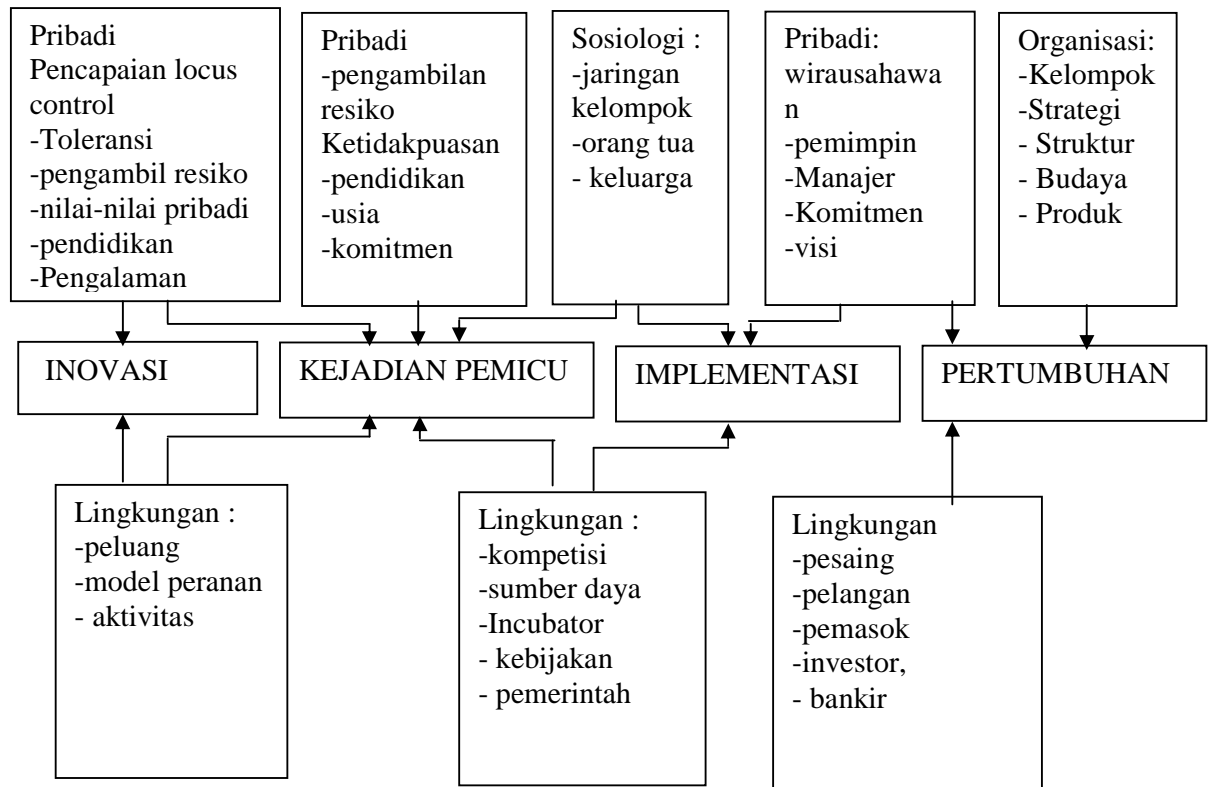 Pribadi
Pencapaian locus
control
-Toleransi
-pengambil resiko
-nilai-nilai pribadi
-pendidikan
-Pengalaman
Pribadi
-pengambilan
resiko
Ketidakpuasan
-pendidikan
-usia
-komitmen
Sosiologi :
-jaringan
kelompok
-orang tua
- keluarga
Pribadi:
wirausahawa
n
-pemimpin
-Manajer
-Komitmen
-visi
Organisasi:
-Kelompok
-Strategi
- Struktur
- Budaya
- Produk
INOVASI
KEJADIAN PEMICU
IMPLEMENTASI
PERTUMBUHAN
Lingkungan :
-peluang
-model peranan
- aktivitas
Lingkungan :
-kompetisi
-sumber daya
-Incubator
- kebijakan
- pemerintah
Lingkungan
-pesaing
-pelangan
-pemasok
-investor,
- bankir